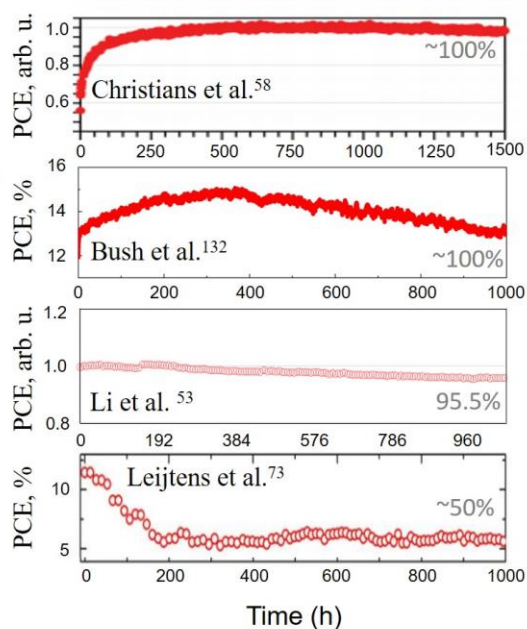 PCE, arb. u.
1.0
0.8
0.6
~100%
Christians et al.58
0 250 500 750 1000 1250 1500
PCE, %
16
14
12
Bush et al.132
~100%
0 200 400 600 800 1000
PCE, arb. u.
1.2
1.0
0.8
Li et al. 53
95.5%
0 192 384 576 786 960
PCE, %
10
5
Leijtens et al.73
~50%
0 200 400 600 800 1000
Time (h)